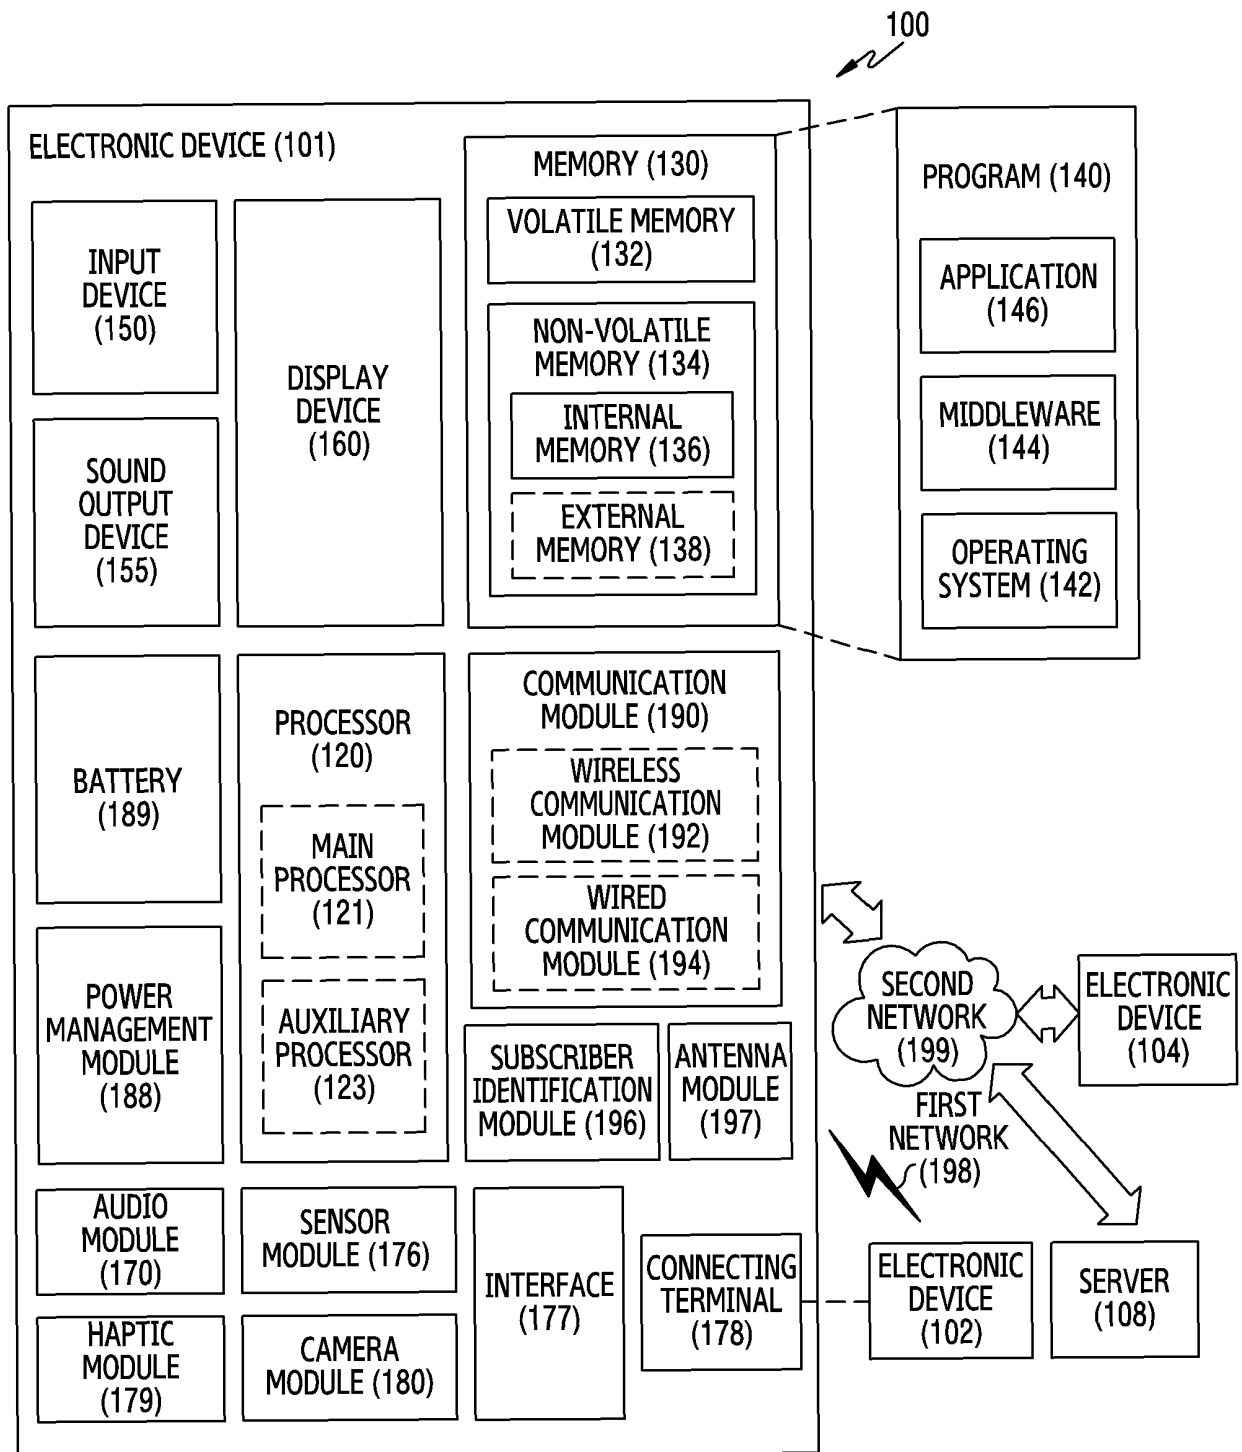 100
ELECTRONIC DEVICE (101)
INPUT
DEVICE
(150)
SOUND
OUTPUT
DEVICE
(155)
DISPLAY
DEVICE
(160)
MEMORY (130)
VOLATILE MEMORY
(132)
NON-VOLATILE
MEMORY (134)
INTERNAL
MEMORY (136)
EXTERNAL
MEMORY (138)
PROGRAM (140)
APPLICATION
(146)
MIDDLEWARE
(144)
OPERATING
SYSTEM (142)
BATTERY
(189)
POWER
MANAGEMENT
MODULE
(188)
PROCESSOR
(120)
MAIN
PROCESSOR
(121)
AUXILIARY
PROCESSOR
(123)
COMMUNICATION
MODULE (190)
WIRELESS
COMMUNICATION
MODULE (192)
WIRED
COMMUNICATION
MODULE (194)
SUBSCRIBER
IDENTIFICATION
MODULE (196)
ANTENNA
MODULE
(197)
SECOND
NETWORK
(199)
ELECTRONIC
DEVICE
(104)
FIRST
NETWORK
(198)
AUDIO
MODULE
(170)
SENSOR
MODULE (176)
INTERFACE
(177)
CONNECTING
TERMINAL
(178)
ELECTRONIC
DEVICE
(102)
SERVER
(108)
HAPTIC
MODULE
(179)
CAMERA
MODULE (180)